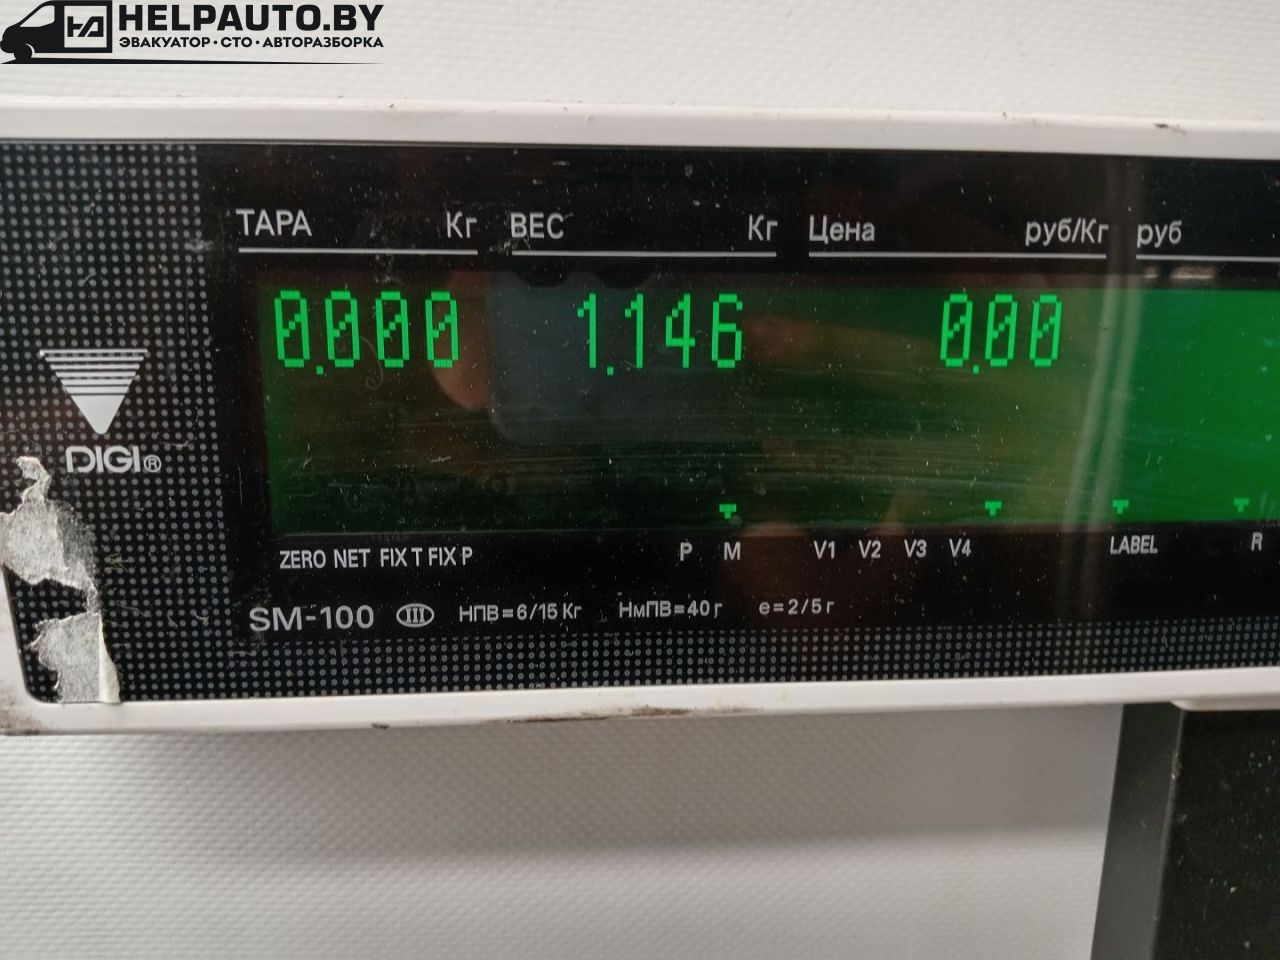 HELPAUTO.BY
ЭВАКУАТОР·СТО·АВТОРАЗБОРКА
ТАРА Кг ВЕС Кг Цена руб/Кг руб
0.000 1.146 0.00
DIGI®
ZERO NET FIX T FIX P P M V1 V2 V3 V4 LABEL R
SM-100 III НПВ=6/15 Кг НмПВ=40 г e=2/5 г